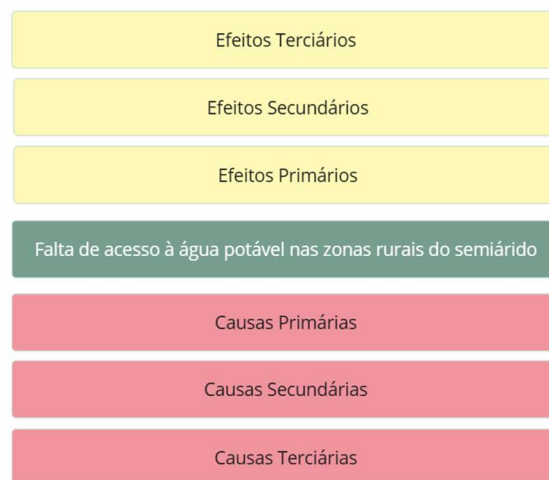 Efeitos Terciários
Efeitos Secundários
Efeitos Primários
Falta de acesso à água potável nas zonas rurais do semiárido
Causas Primárias
Causas Secundárias
Causas Terciárias